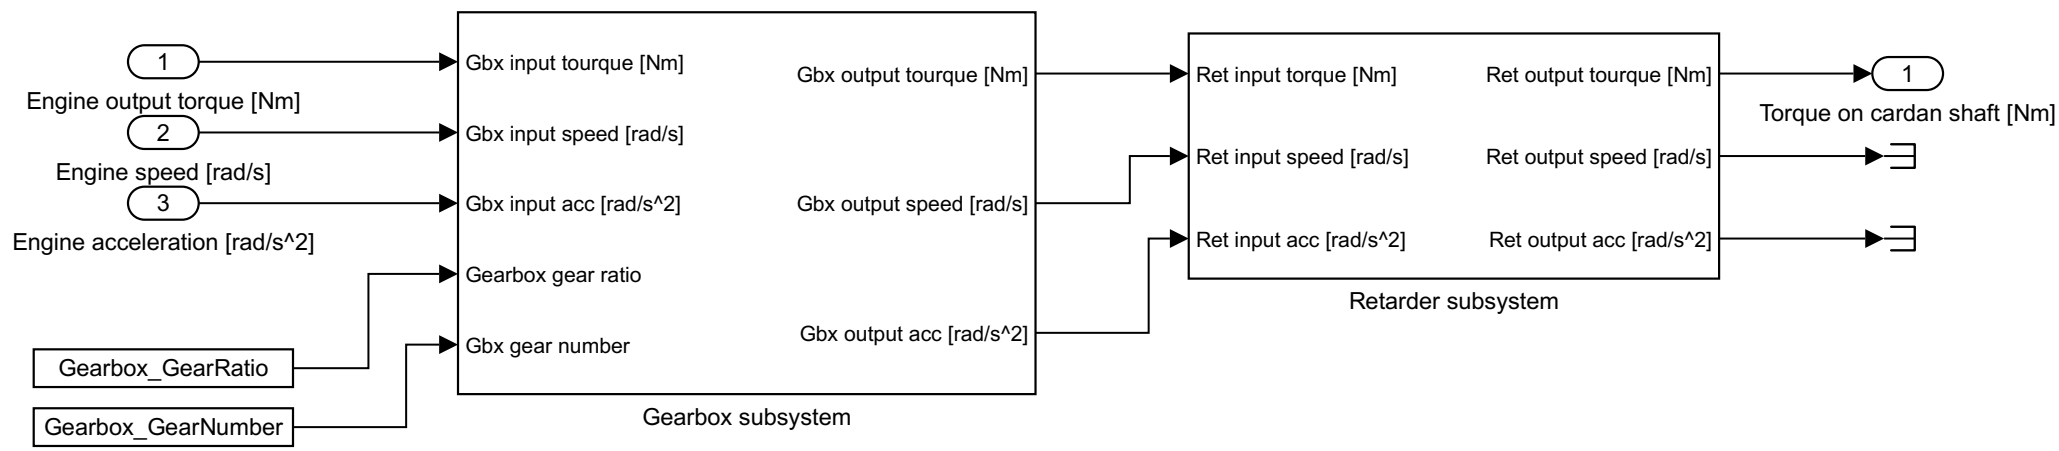 1
Engine output torque [Nm]
2
Engine speed [rad/s]
3
Engine acceleration [rad/s^2]
Gearbox_GearRatio
Gearbox_GearNumber
Gbx input tourque [Nm]
Gbx input speed [rad/s]
Gbx input acc [rad/s^2]
Gearbox gear ratio
Gbx gear number
Gbx output tourque [Nm]
Gbx output speed [rad/s]
Gbx output acc [rad/s^2]
Gearbox subsystem
Ret input torque [Nm]
Ret input speed [rad/s]
Ret input acc [rad/s^2]
Ret output tourque [Nm]
Ret output speed [rad/s]
Ret output acc [rad/s^2]
Retarder subsystem
1
Torque on cardan shaft [Nm]